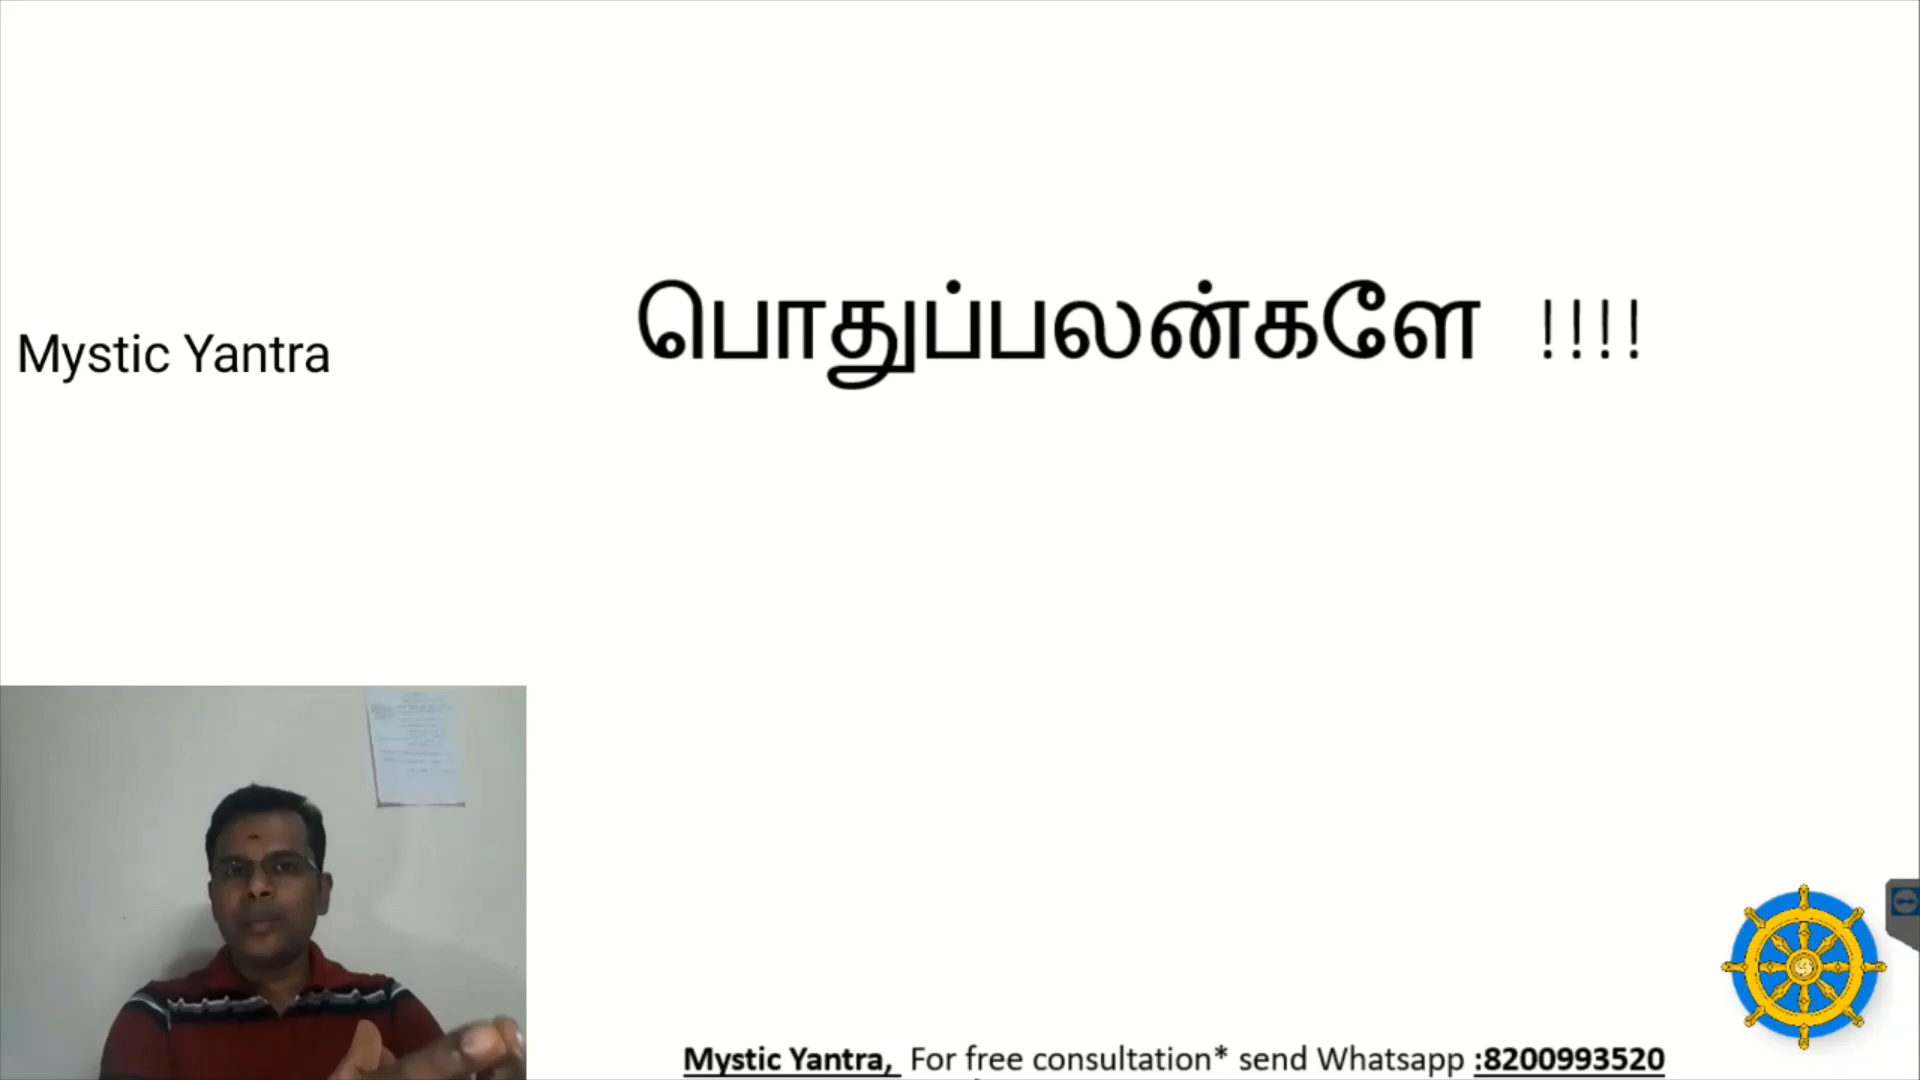 பொதுப்பலன்களே !!!!
Mystic Yantra
Mystic Yantra, For free consultation* send Whatsapp :8200993520